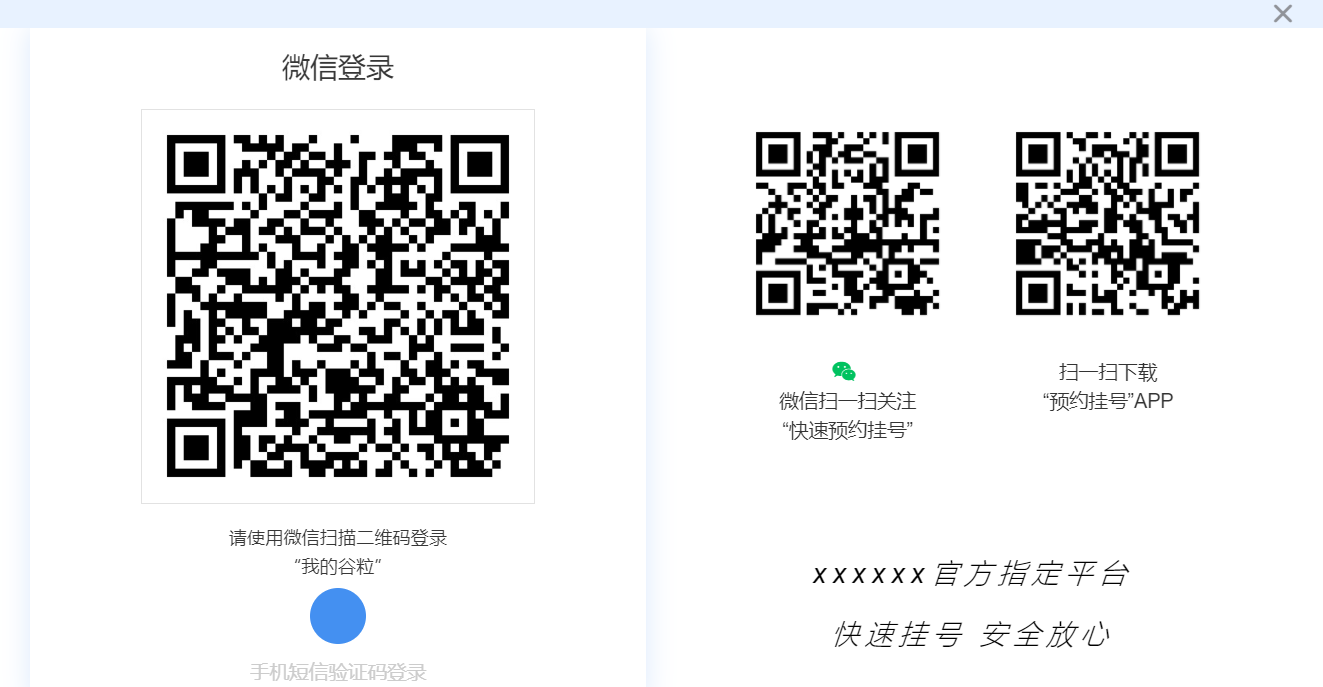 微信登录
请使用微信扫描二维码登录
“我的谷粒”
手机短信验证码登录
微信扫一扫关注
“快速预约挂号”
扫一扫下载
“预约挂号”APP
xxxxxx官方指定平台
快速挂号 安全放心